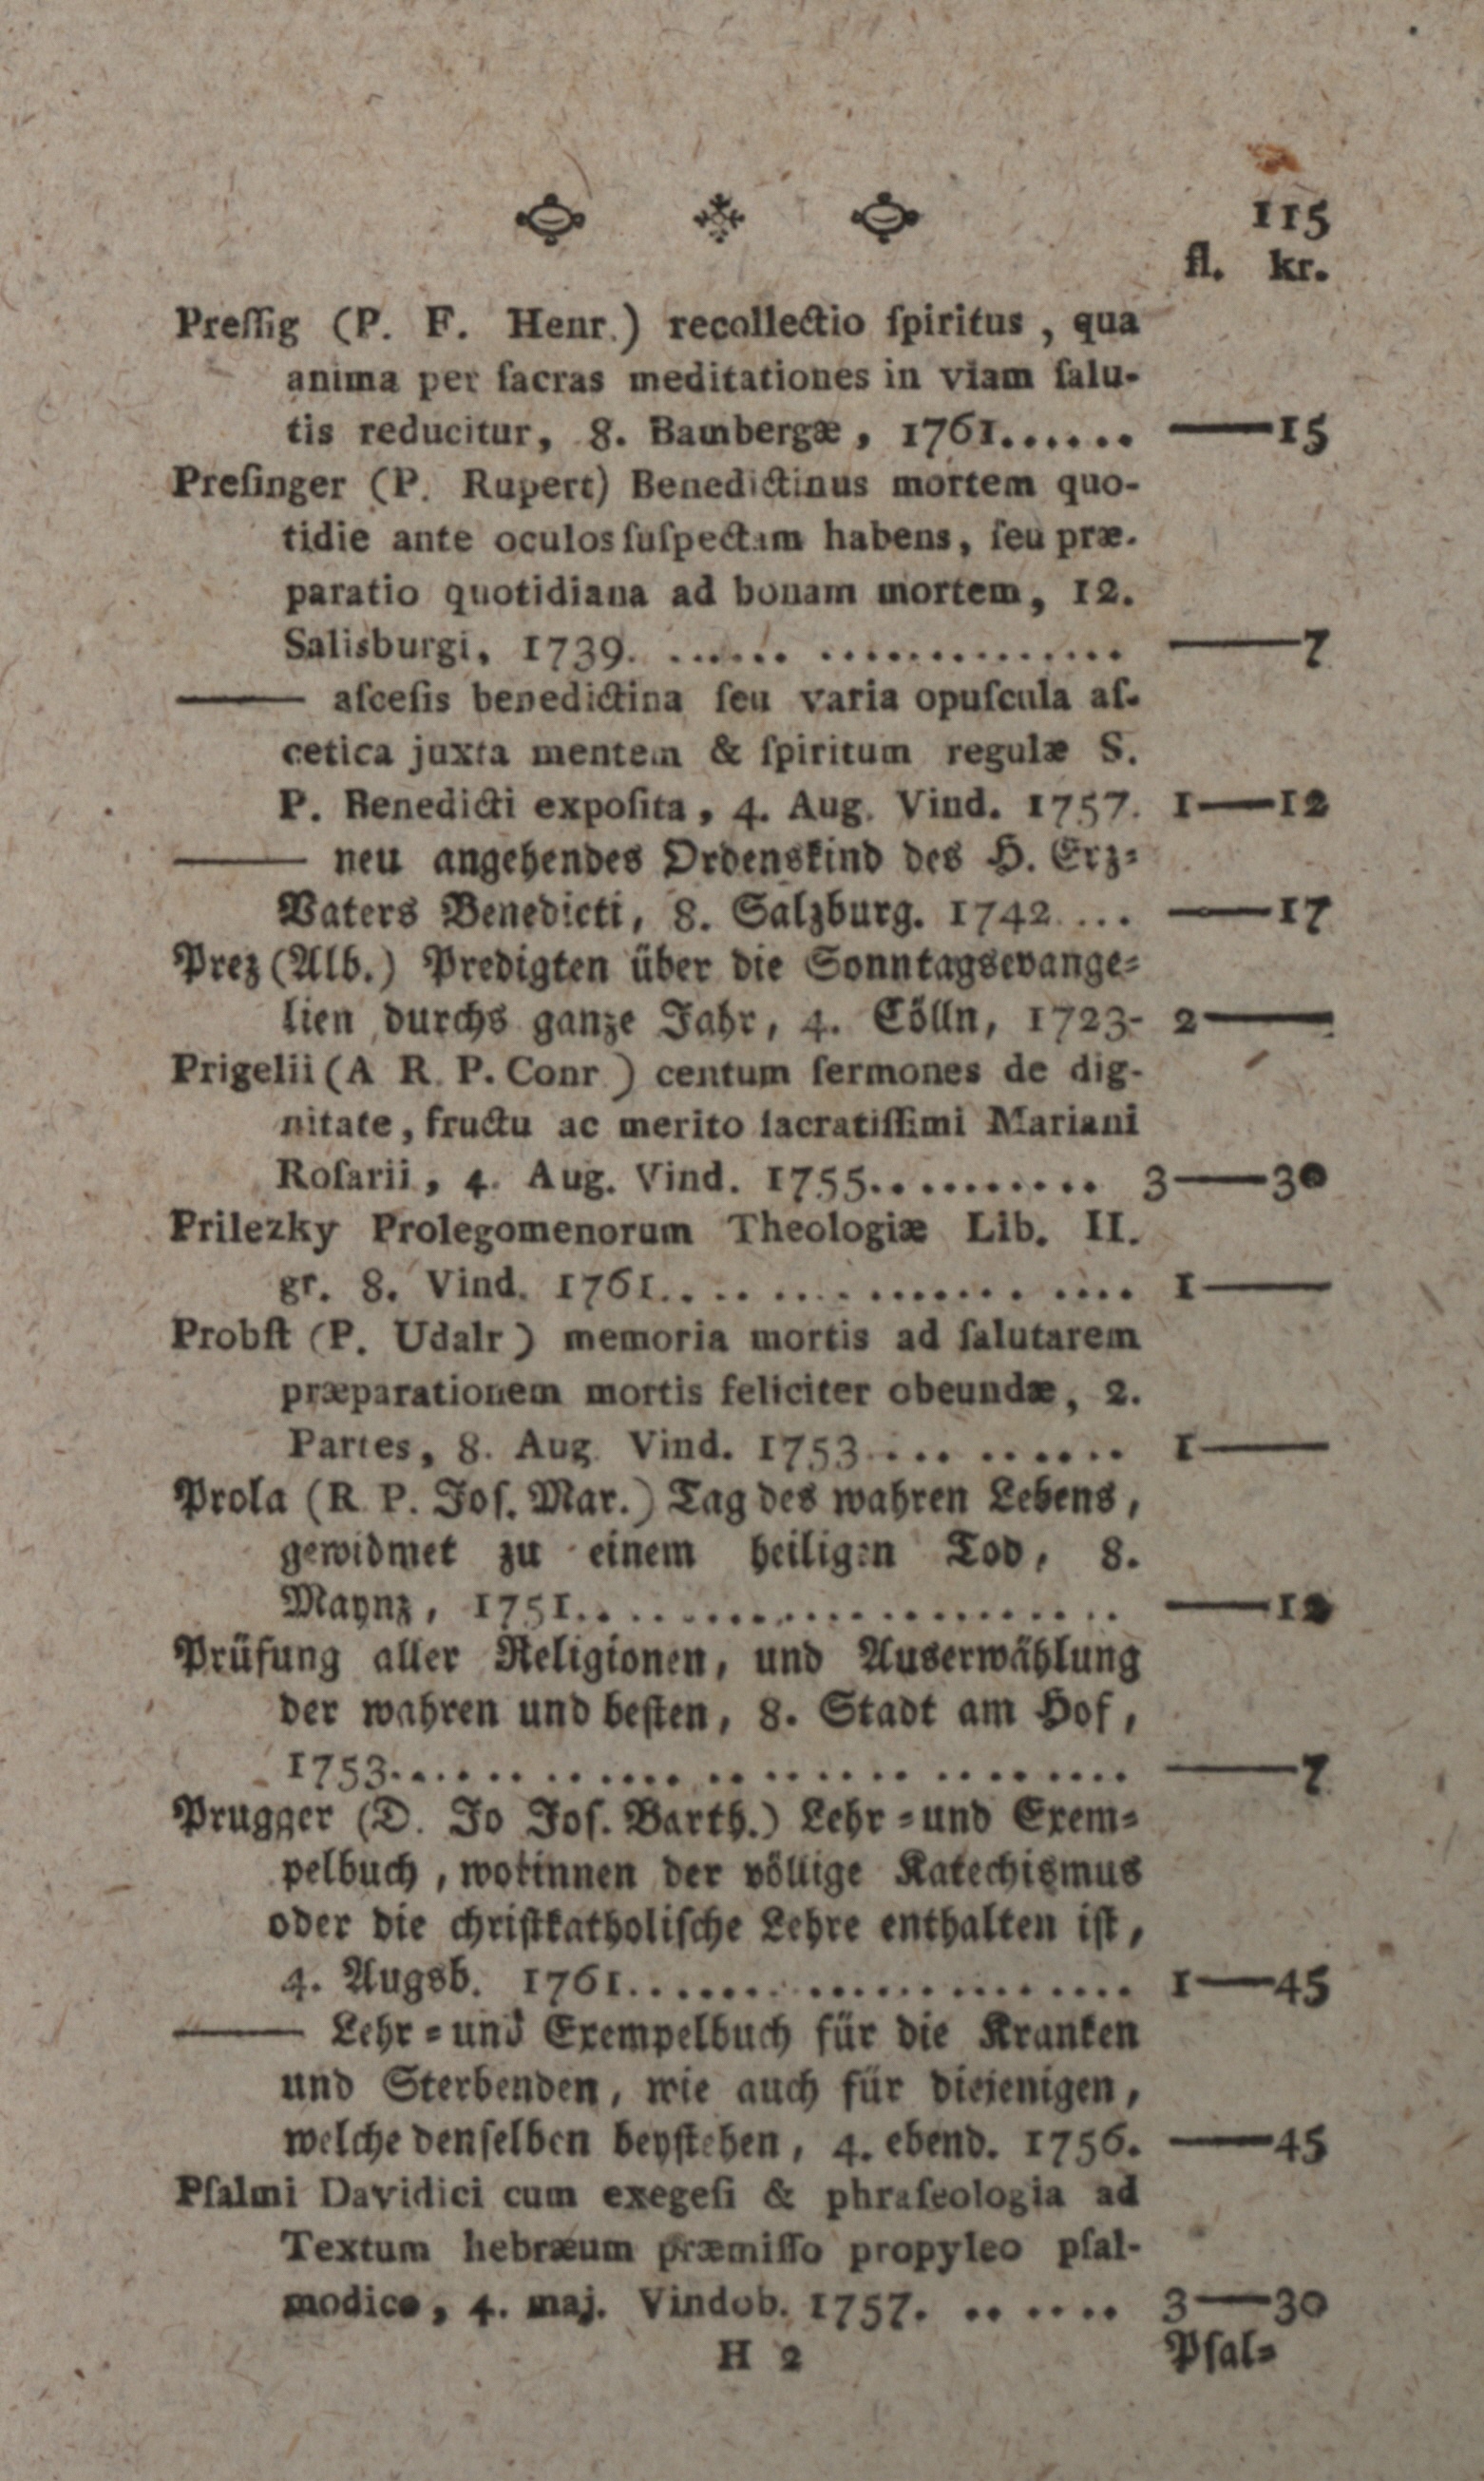 115
fl. kr.
Preſſig (P. F. Henr.) recollectio ſpiritus, qua
anima per ſacras meditationes in viam ſalu-
tis reducitur, 8. Bambergæ, 1761...... ——15
Preſinger (P. Rupert) Benedictinus mortem quo-
tidie ante oculos ſuſpectam habens, ſeu præ-
paratio quotidiana ad bonam mortem, 12.
Salisburgi, 1739. .................... ——7
—— aſceſis benedictina ſeu varia opuſcula aſ-
cetica juxta mentem & ſpiritum regulæ S.
P. Benedicti expoſita, 4. Aug. Vind. 1757. 1——12
—— neu angehendes Ordenskind des H. Erz-
Vaters Benedicti, 8. Salzburg. 1742.... ——17
Prez (Alb.) Predigten über die Sonntagsevange-
lien durchs ganze Jahr, 4. Cölln, 1723- 2——
Prigelii (A R. P. Conr.) centum ſermones de dig-
nitate, fructu ac merito ſacratiſſimi Mariani
Roſarii, 4. Aug. Vind. 1755.......... 3——30
Prilezky Prolegomenorum Theologiæ Lib. II.
gr. 8. Vind. 1761.................... 1——
Probſt (P. Udalr) memoria mortis ad ſalutarem
præparationem mortis feliciter obeundæ, 2.
Partes, 8. Aug. Vind. 1753........... 1——
Prola (R. P. Joſ. Mar.) Tag des wahren Lebens,
gewidmet zu einem heiligen Tod, 8.
Maynz, 1751........................ ——12
Prüfung aller Religionen, und Auserwählung
der wahren und beſten, 8. Stadt am Hof,
1753.............................. ——7
Prugger (D. Jo Joſ. Barth.) Lehr-und Exem-
pelbuch, worinnen der völlige Katechismus
oder die chriſtkatholiſche Lehre enthalten iſt,
4. Augsb. 1761....................... 1——45
—— Lehr-und Exempelbuch für die Kranken
und Sterbenden, wie auch für diejenigen,
welche denſelben beyſtehen, 4. ebend. 1756. ——45
Pſalmi Davidici cum exegeſi & phraſeologia ad
Textum hebræum præmiſſo propyleo pſal-
modico, 4. maj. Vindob. 1757. ....... 3——30
H 2 Pſal-